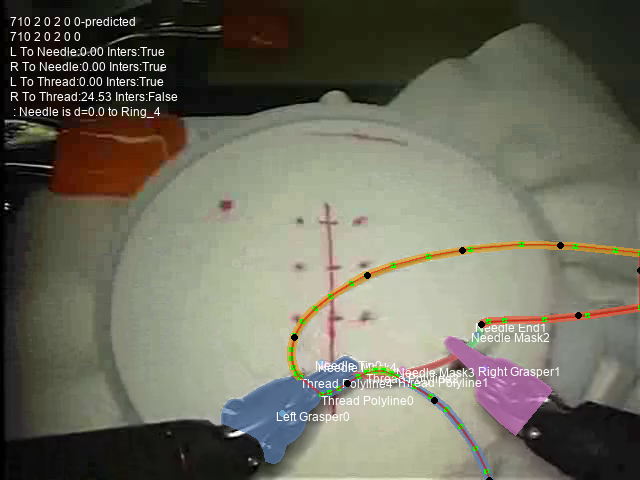 710 2 0 2 0 0-predicted
710 2 0 2 0 0
L To Needle:0.00 Inters:True
R To Needle:0.00 Inters:True
L To Thread:0.00 Inters:True
R To Thread:24.53 Inters:False
: Needle is d=0.0 to Ring_4
Needle End1
Needle Mask2
Needle Tip0
Needle Mask3 Right Grasper1
Thread Polyline1
Thread Polyline0
Left Grasper0